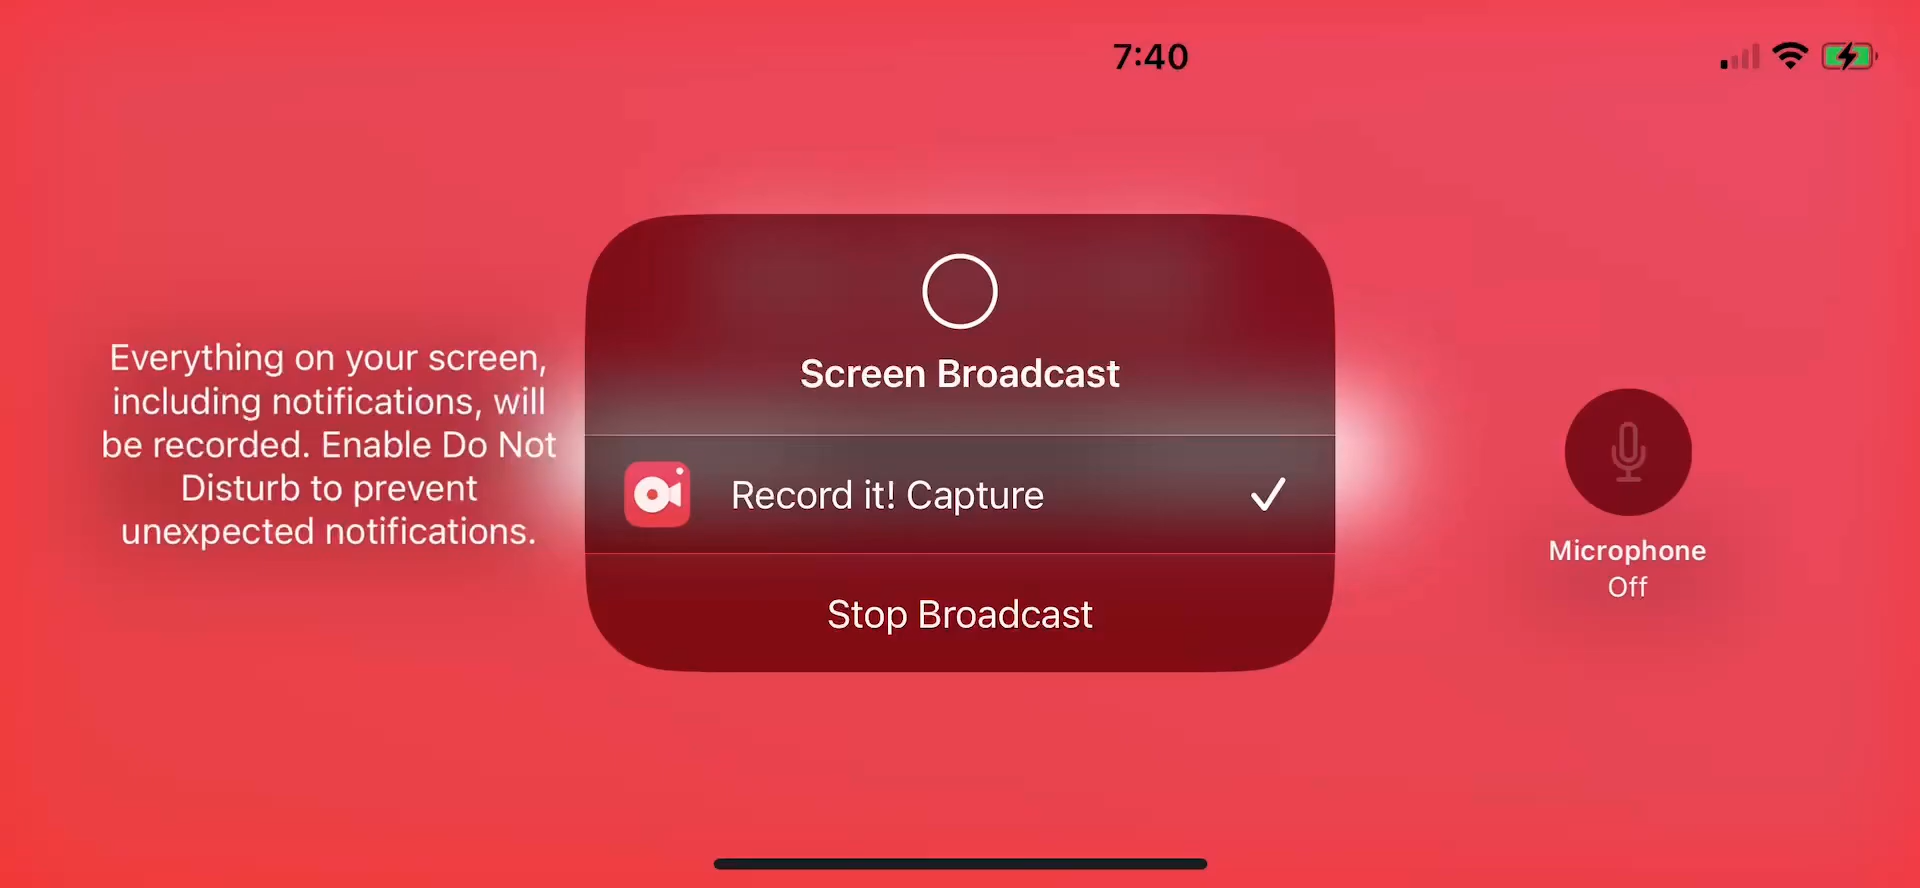 7:40
Everything on your screen,
including notifications, will
be recorded. Enable Do Not
Disturb to prevent
unexpected notifications.
Screen Broadcast
Record it! Capture
Stop Broadcast
Microphone
Off